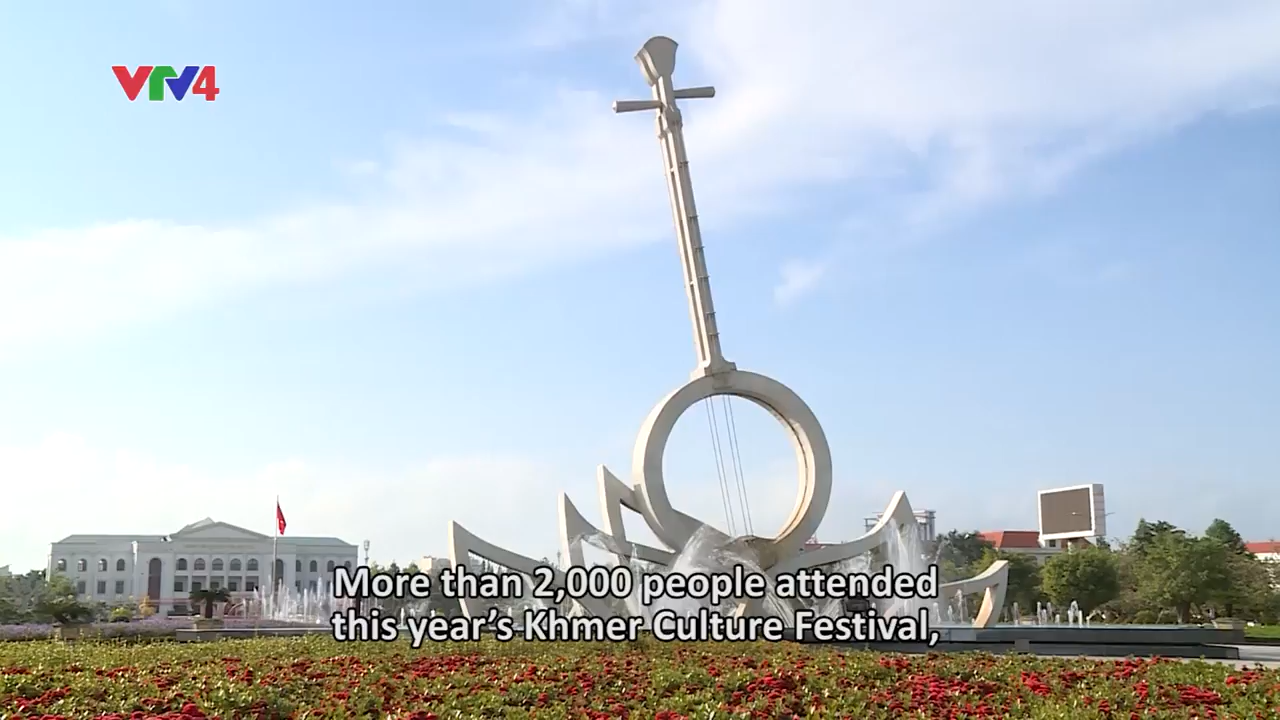 VTV4
More than 2,000 people attended
this year's Khmer Culture Festival,